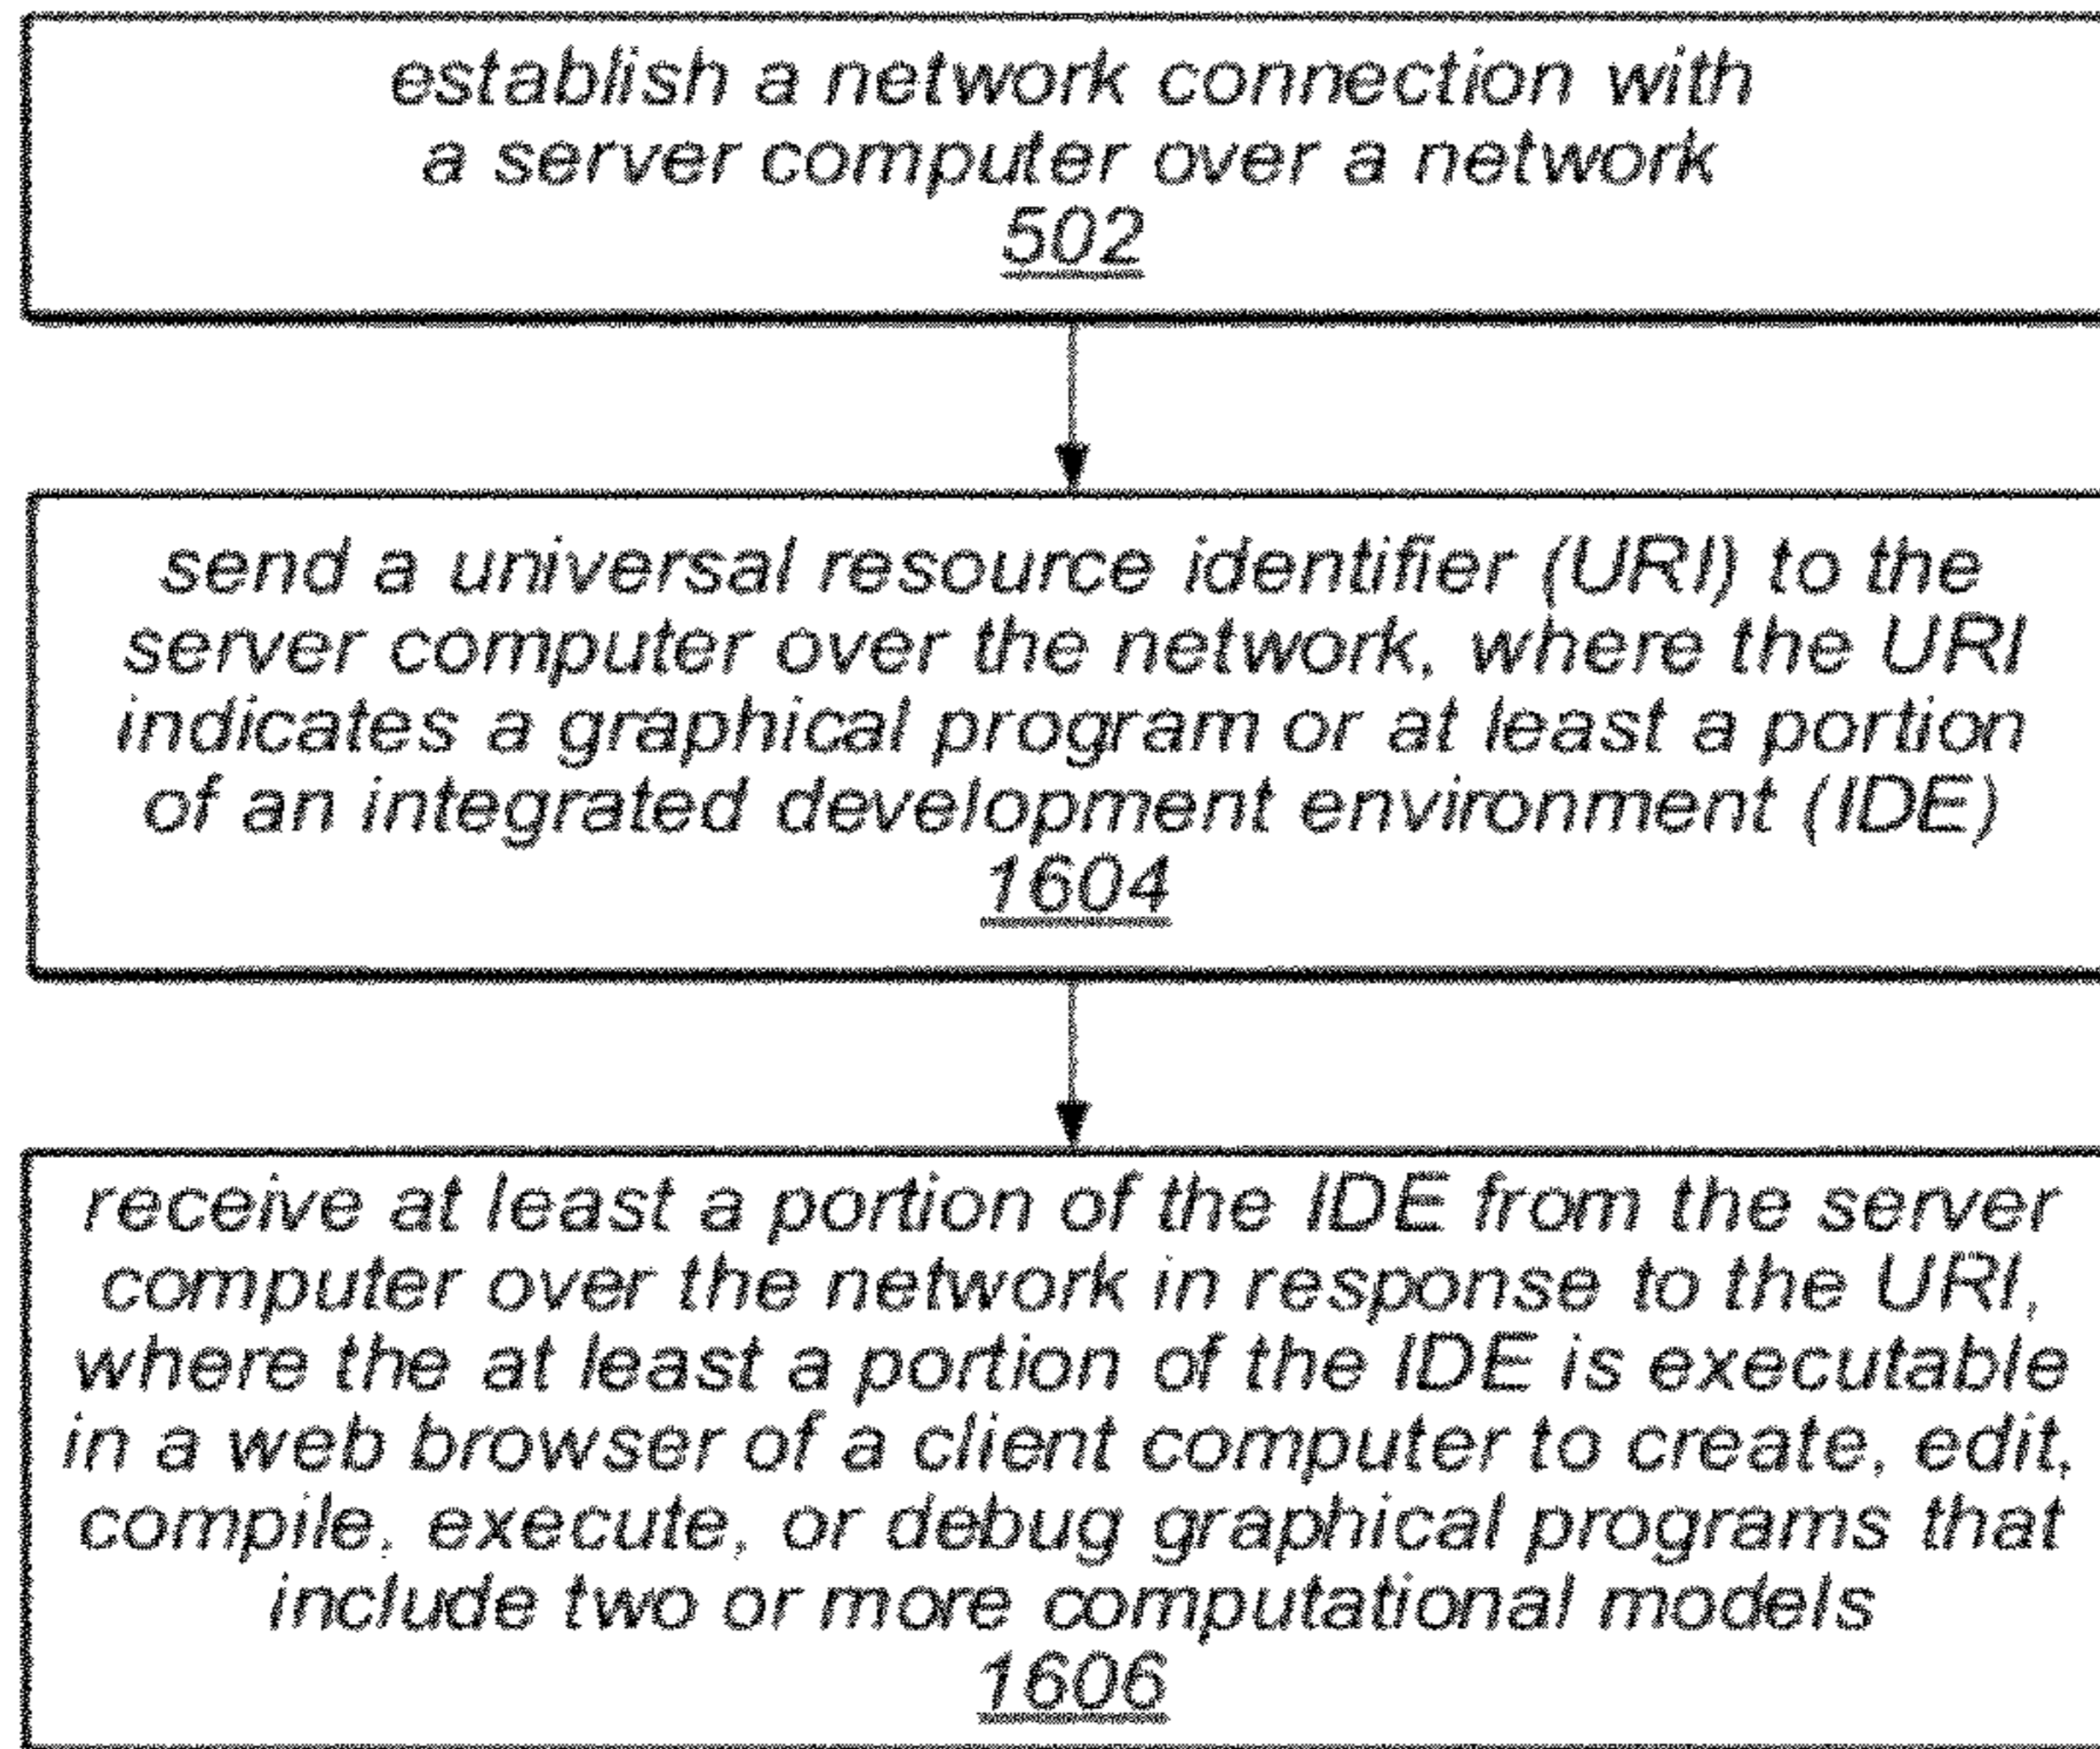 establish a network connection with
a server computer over a network
502
send a universal resource identifier (URI) to the
server computer over the network, where the URI
indicates a graphical program or at least a portion
of an integrated development environment (IDE)
1604
receive at least a portion of the IDE from the server
computer over the network in response to the URI,
where the at least a portion of the IDE is executable
in a web browser of a client computer to create, edit,
compile, execute, or debug graphical programs that
include two or more computational models
1606